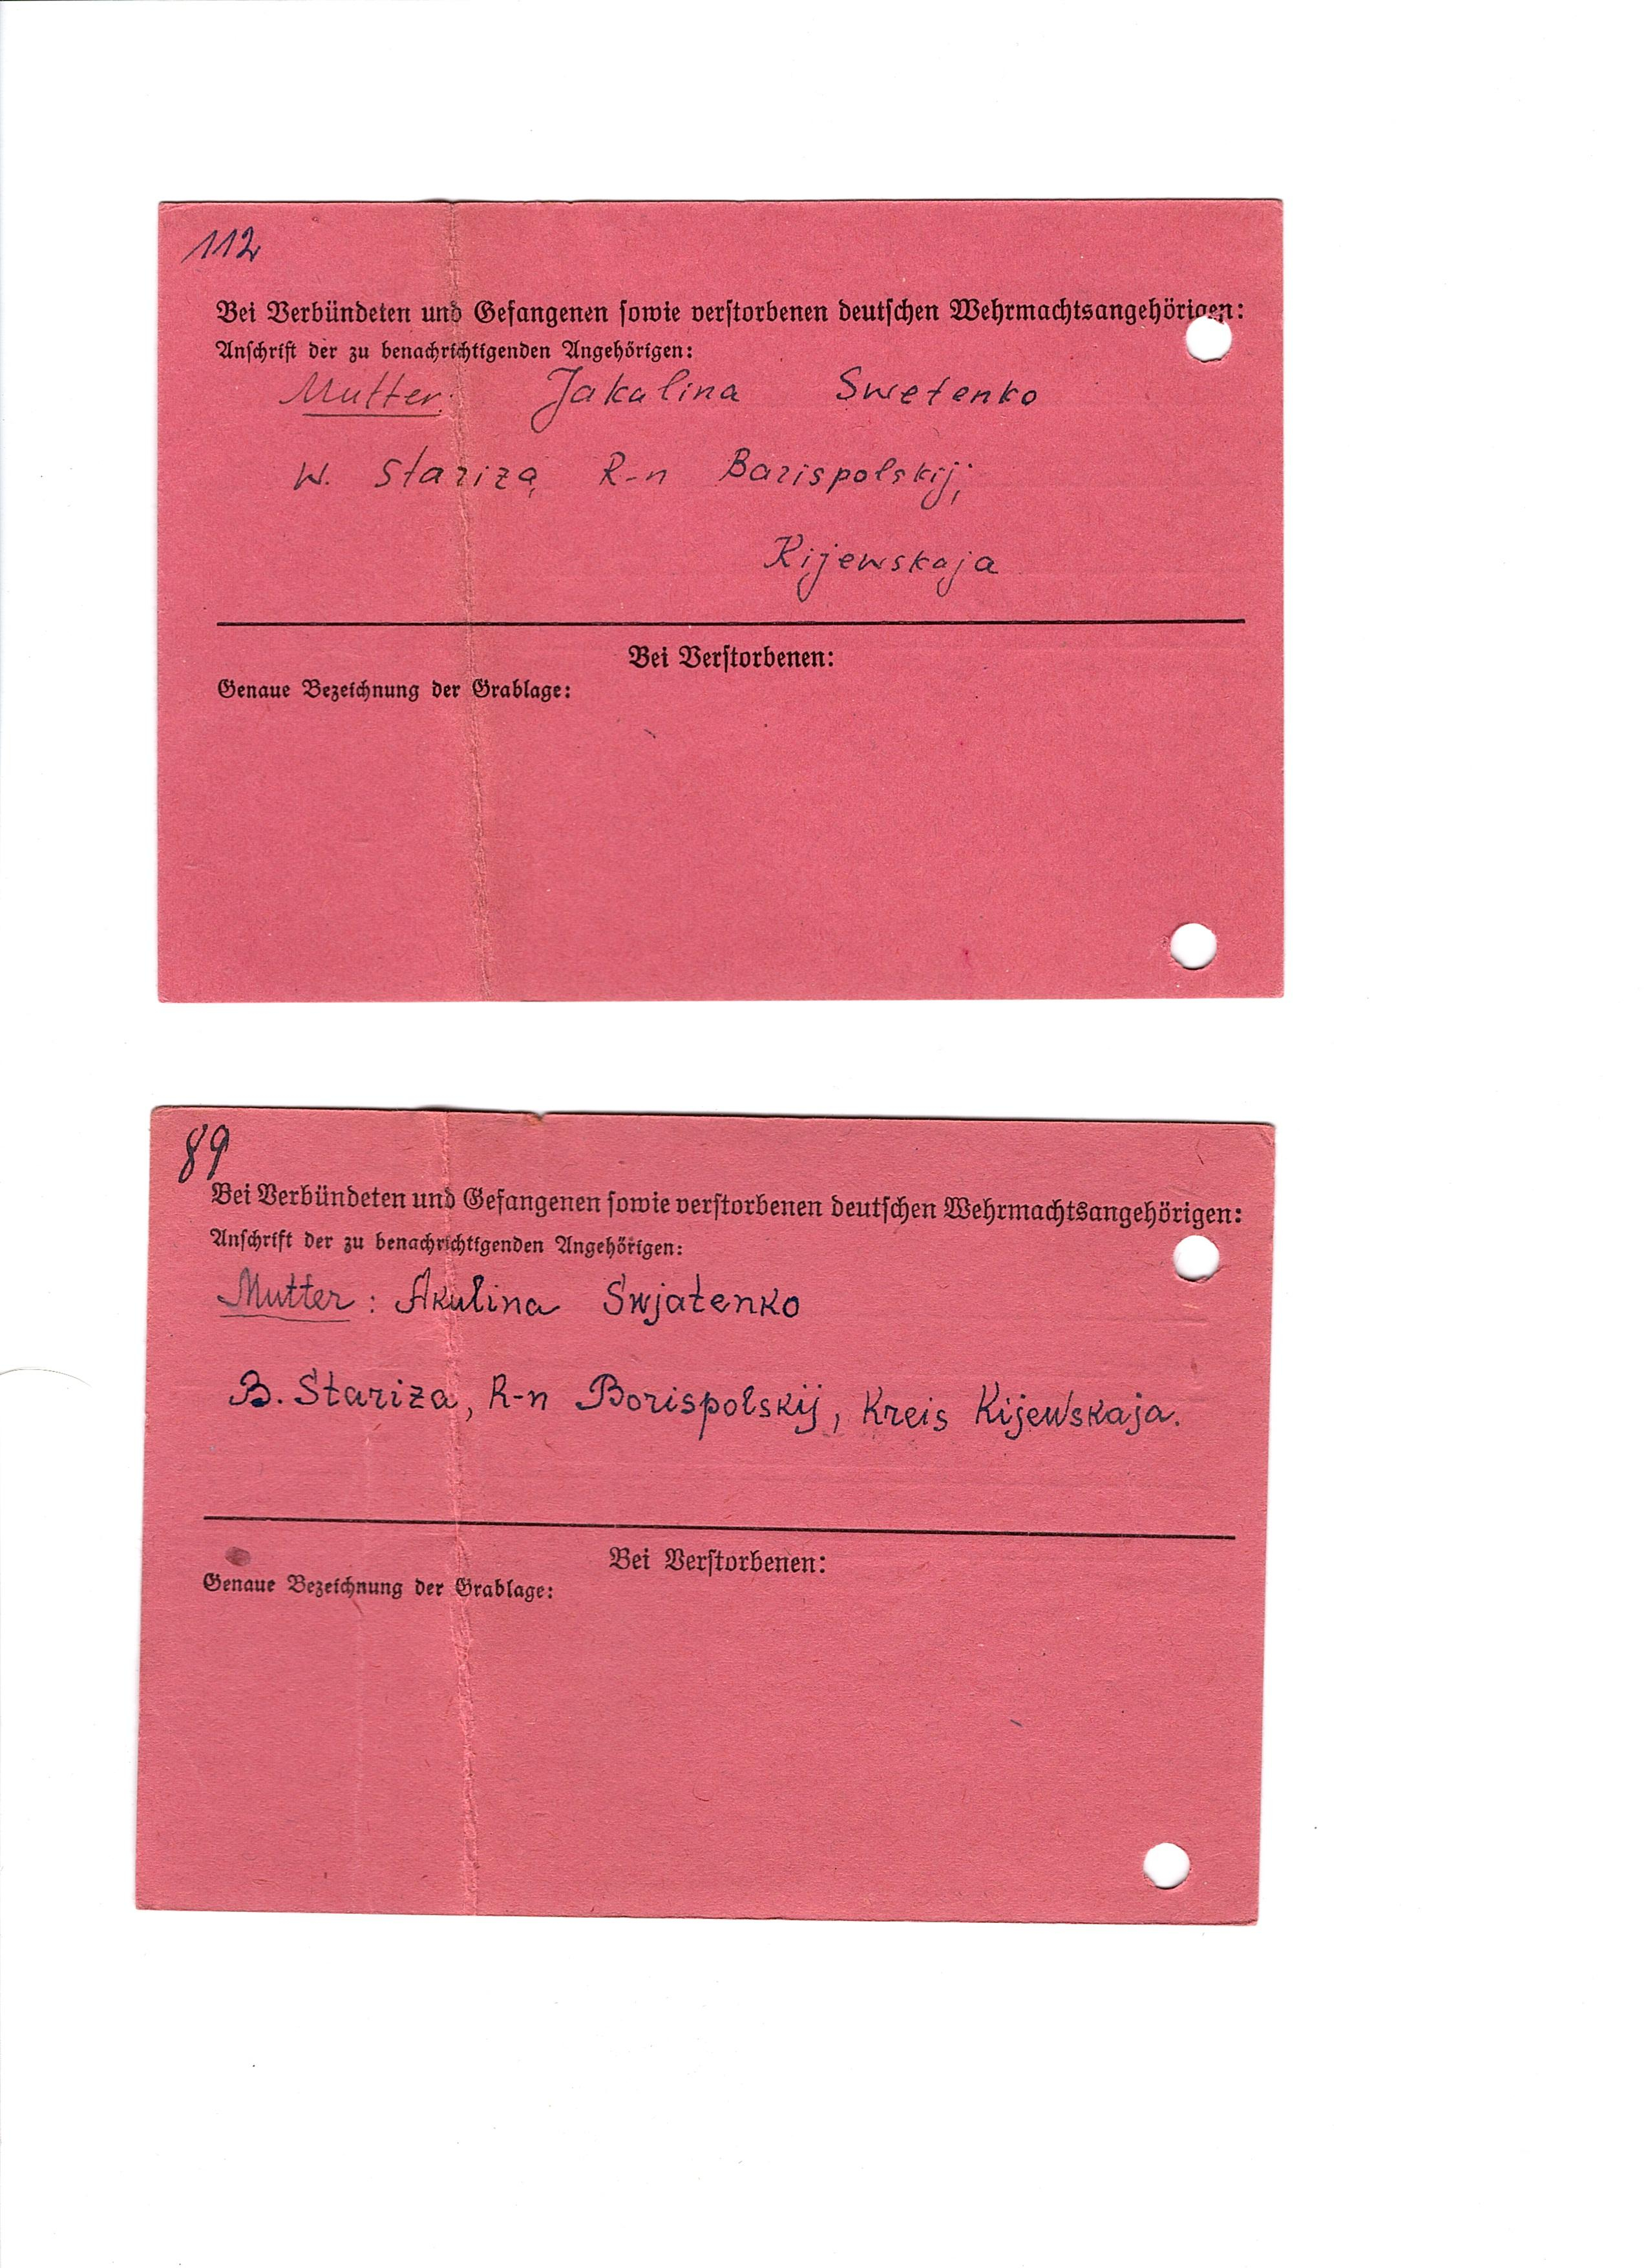 112
Bei Verbündeten und Gefangenen sowie verstorbenen deutschen Wehrmachtsangehörigen:
Anschrift der zu benachrichtigenden Angehörigen:
Mutter: Jakulina Swetenko
W. Stariza, R-n Barispolskij,
Kijewskaja
Bei Verstorbenen:
Genaue Bezeichnung der Grablage:
89
Bei Verbündeten und Gefangenen sowie verstorbenen deutschen Wehrmachtsangehörigen:
Anschrift der zu benachrichtigenden Angehörigen:
Mutter: Akulina Swjatenko
B. Stariza, R-n Borispolskij, Kreis Kijewskaja.
Bei Verstorbenen:
Genaue Bezeichnung der Grablage: